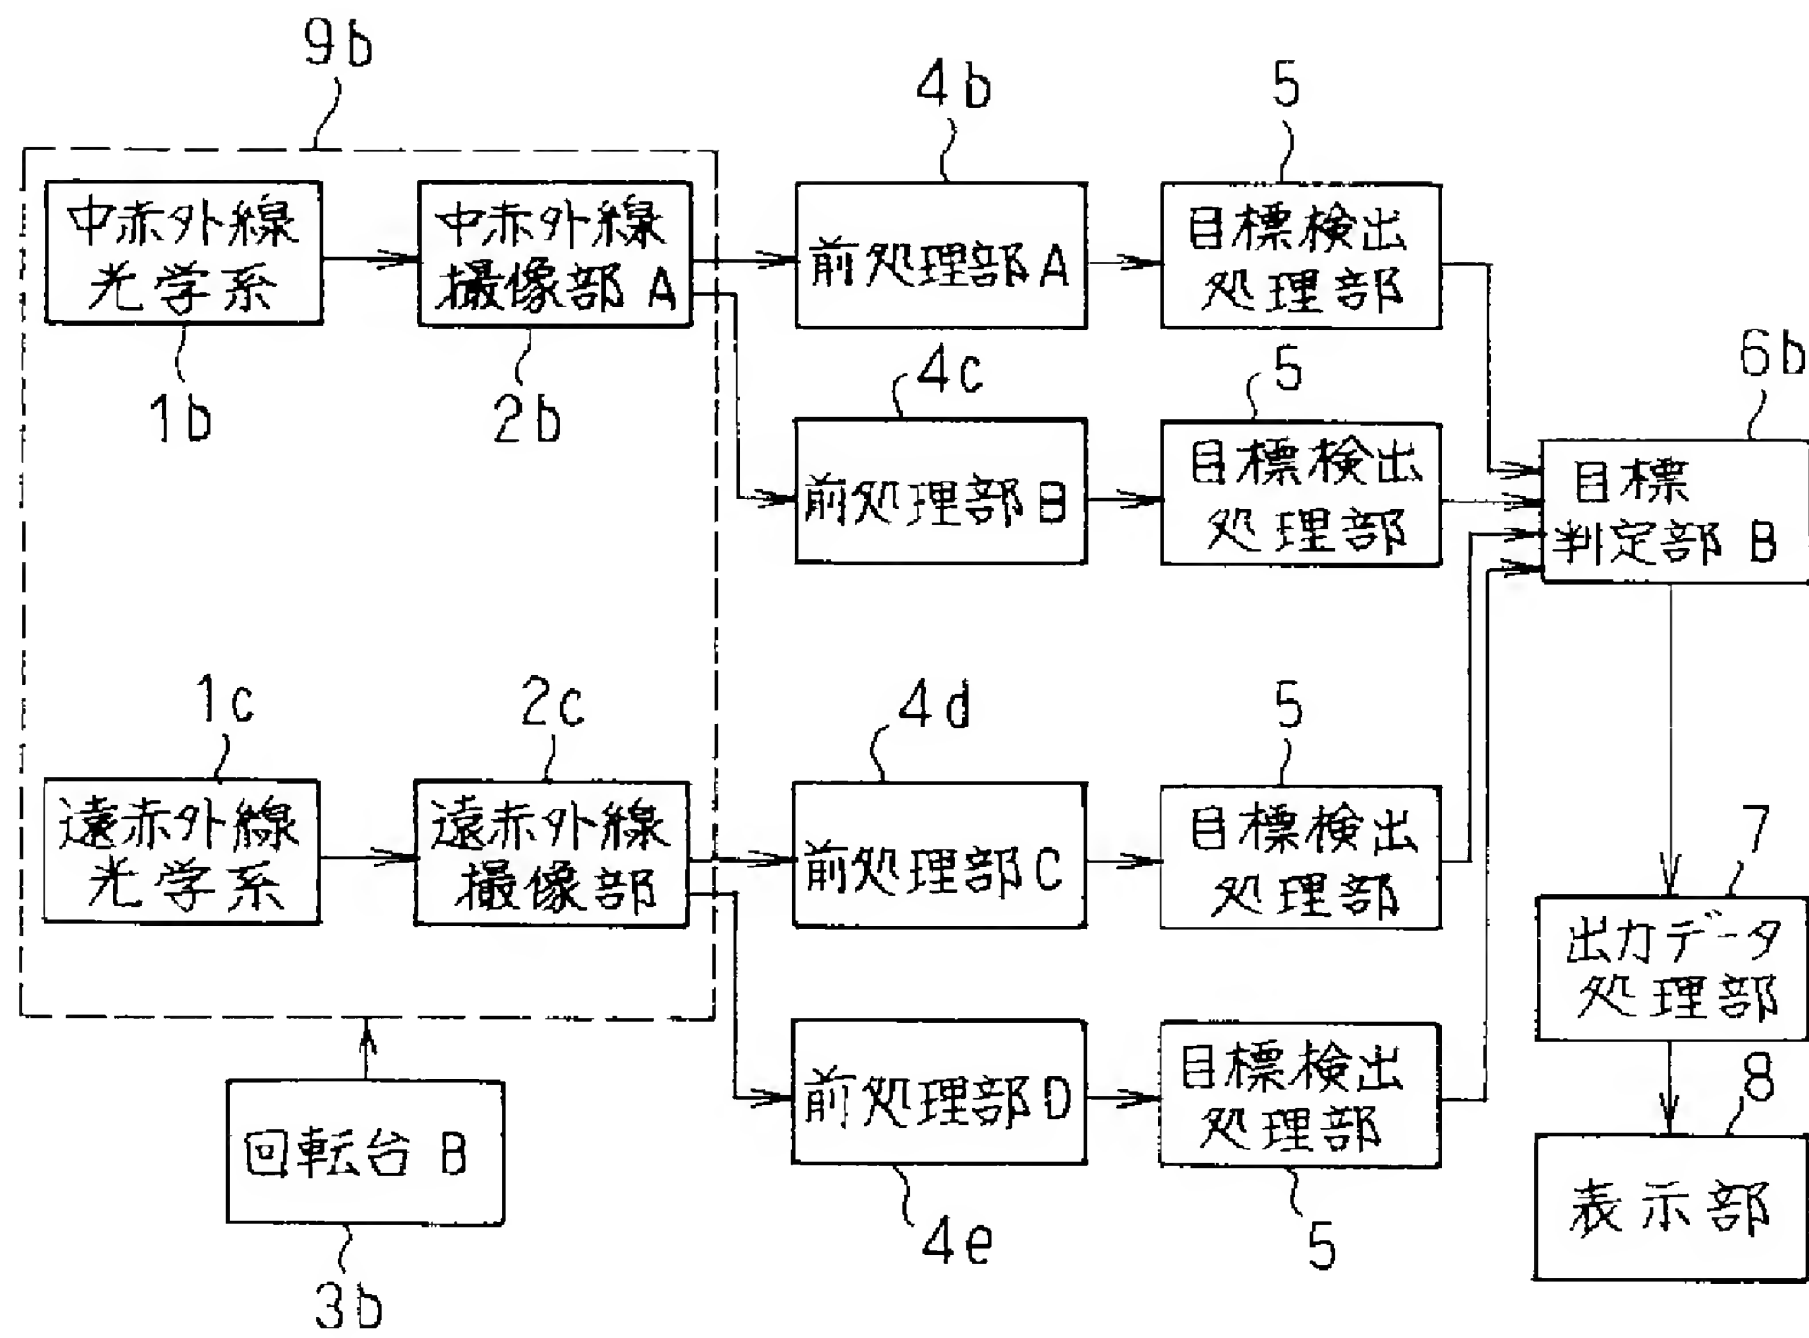 9b
4b
5
中赤外線
光学系
中赤外線
撮像部 A
前処理部 A
目標検出
処理部
1b
2b
4c
5
6b
前処理部 B
目標検出
処理部
目標
判定部 B
1c
2c
4d
5
遠赤外線
光学系
遠赤外線
撮像部
前処理部 C
目標検出
処理部
7
出力データ
処理部
回転台 B
前処理部 D
目標検出
処理部
8
表示部
3b
4e
5